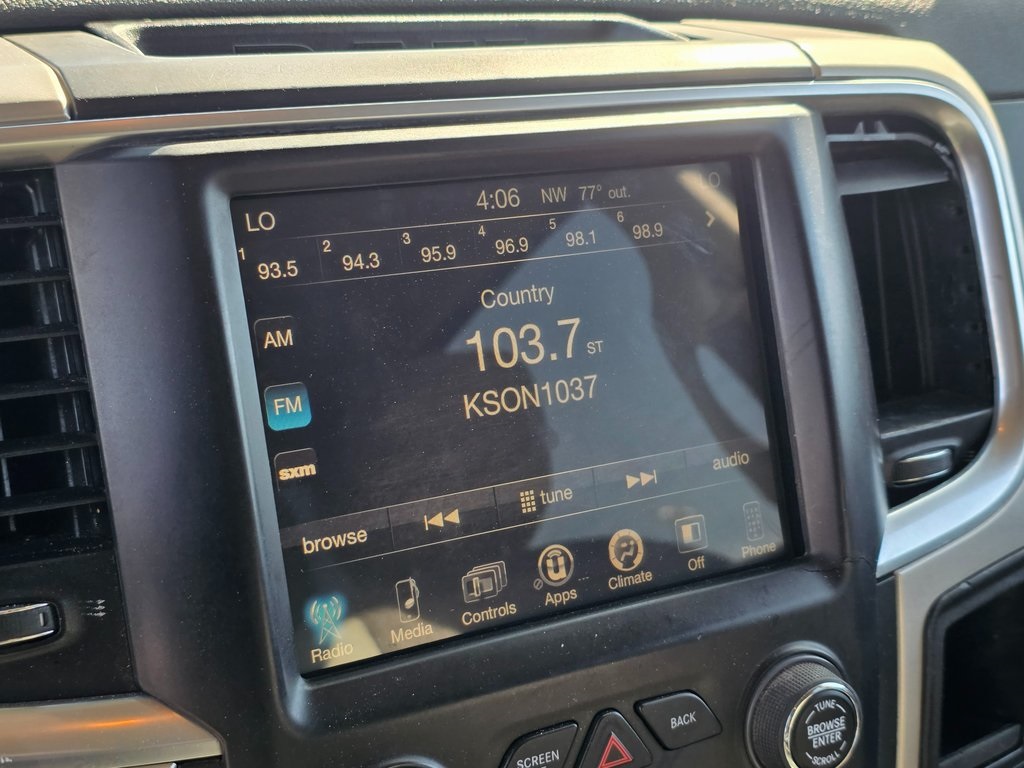 LO 4:06 NW 77° out. LO
1 93.5 2 94.3 3 95.9 4 96.9 5 98.1 6 98.9
Country
AM
103.7 ST
FM
KSON1037
sxm
browse tune audio
Radio Media Controls Apps Climate Off Phone
SCREEN BACK
TUNE
BROWSE
ENTER
SCROLL